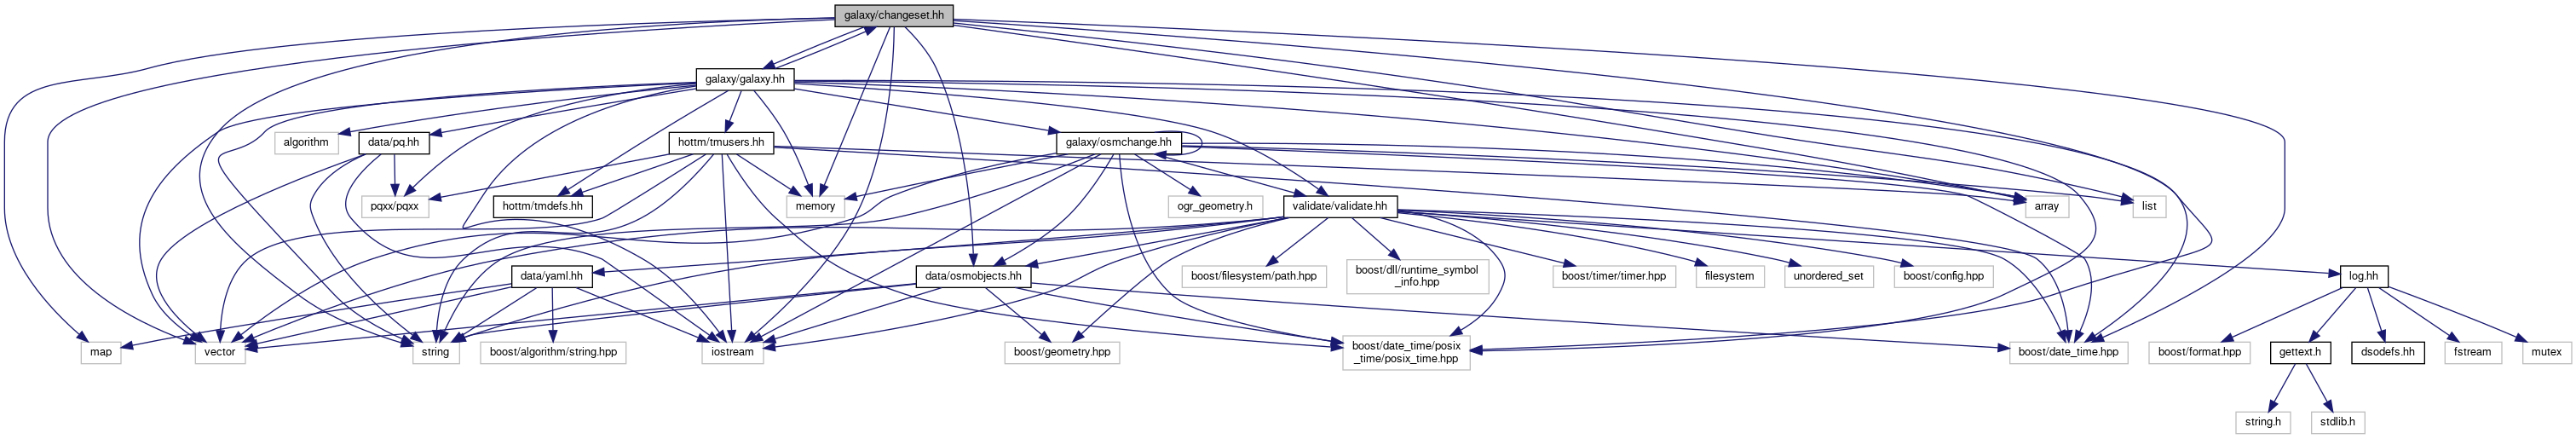 galaxy/changeset.hh
galaxy/galaxy.hh
algorithm
data/pq.hh
hottm/tmusers.hh
galaxy/osmchange.hh
pqxx/pqxx
hottm/tmdefs.hh
memory
ogr_geometry.h
validate/validate.hh
array
list
data/yaml.hh
data/osmobjects.hh
boost/filesystem/path.hpp
boost/dll/runtime_symbol
_info.hpp
boost/timer/timer.hpp
filesystem
unordered_set
boost/config.hpp
log.hh
map
vector
string
boost/algorithm/string.hpp
iostream
boost/geometry.hpp
boost/date_time/posix
_time/posix_time.hpp
boost/date_time.hpp
boost/format.hpp
gettext.h
dsodefs.hh
fstream
mutex
string.h
stdlib.h